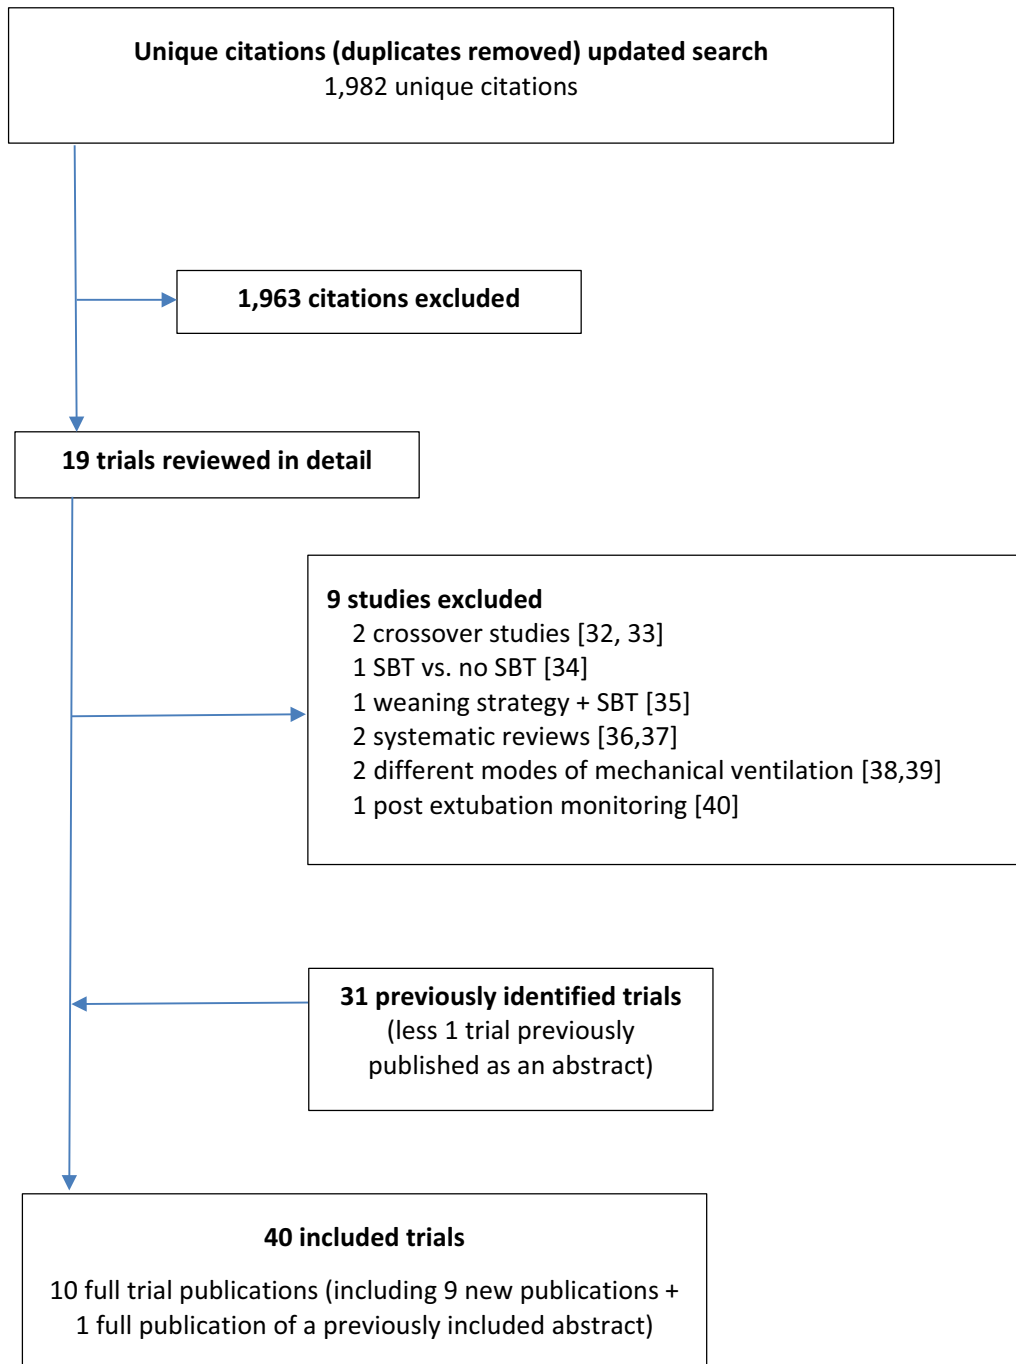 Unique citations (duplicates removed) updated search
1,982 unique citations
1,963 citations excluded
19 trials reviewed in detail
9 studies excluded
2 crossover studies [32, 33]
1 SBT vs. no SBT [34]
1 weaning strategy + SBT [35]
2 systematic reviews [36,37]
2 different modes of mechanical ventilation [38,39]
1 post extubation monitoring [40]
31 previously identified trials
(less 1 trial previously
published as an abstract)
40 included trials
10 full trial publications (including 9 new publications +
1 full publication of a previously included abstract)